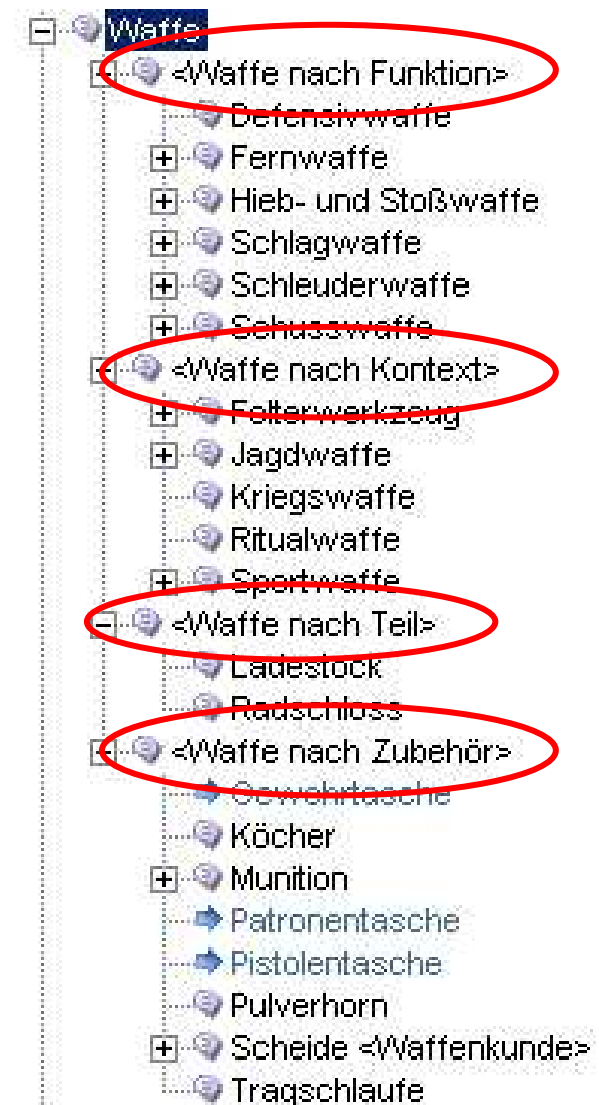 Waffe
<Waffe nach Funktion>
Defensivwaffe
Fernwaffe
Hieb- und Stoßwaffe
Schlagwaffe
Schleuderwaffe
Schusswaffe
<Waffe nach Kontext>
Folterwerkzeug
Jagdwaffe
Kriegswaffe
Ritualwaffe
Sportwaffe
<Waffe nach Teil>
Ladestock
Radschloss
<Waffe nach Zubehör>
Gewehrtasche
Köcher
Munition
Patronentasche
Pistolentasche
Pulverhorn
Scheide <Waffenkunde>
Tragschlaufe